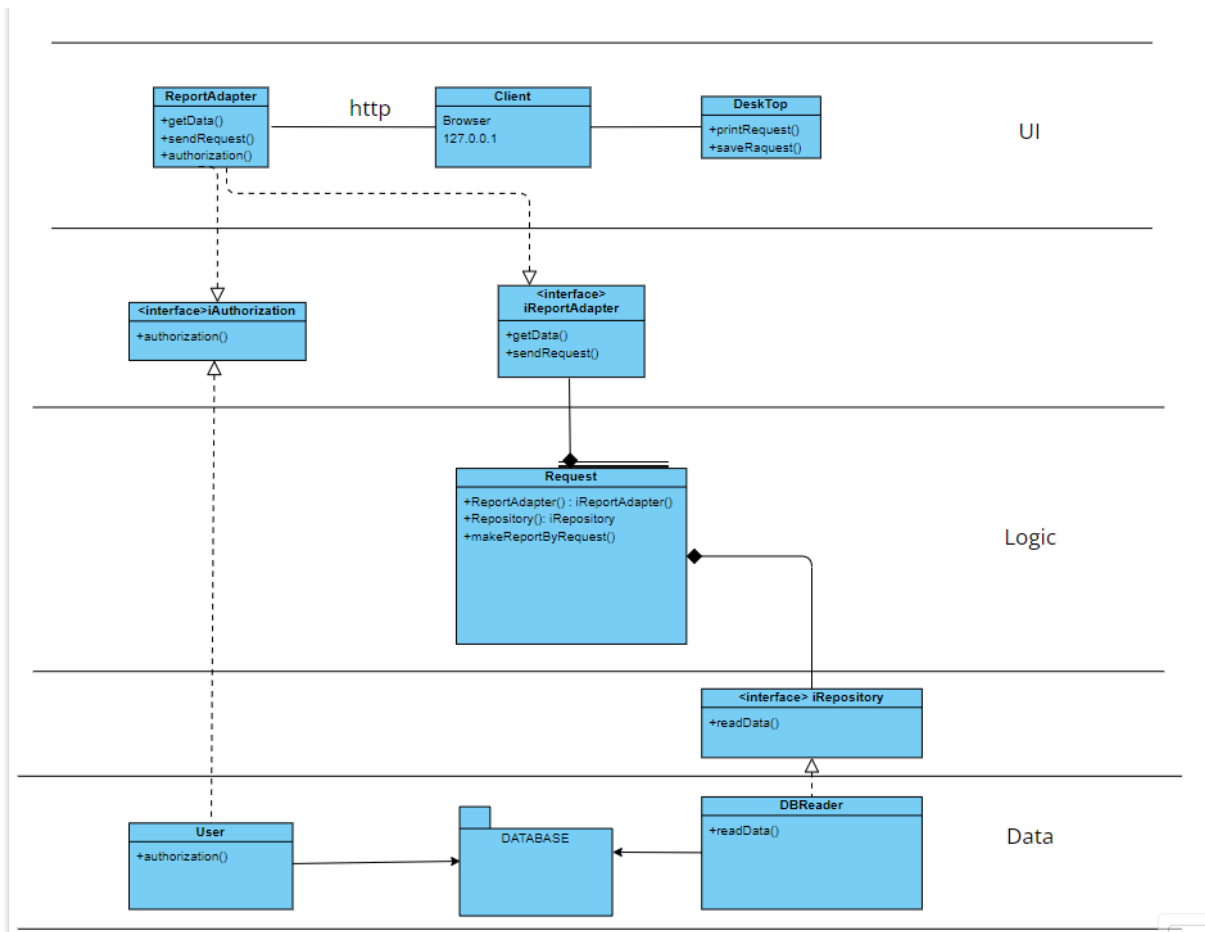 ReportAdapter
+getData()
+sendRequest()
+authorization()
http
Client
Browser
127.0.0.1
DeskTop
+printRequest()
+saveRaquest()
UI
<interface>iAuthorization
+authorization()
<interface>
iReportAdapter
+getData()
+sendRequest()
Request
+ReportAdapter() : iReportAdapter()
+Repository(): iRepository
+makeReportByRequest()
Logic
<interface> iRepository
+readData()
User
+authorization()
DATABASE
DBReader
+readData()
Data